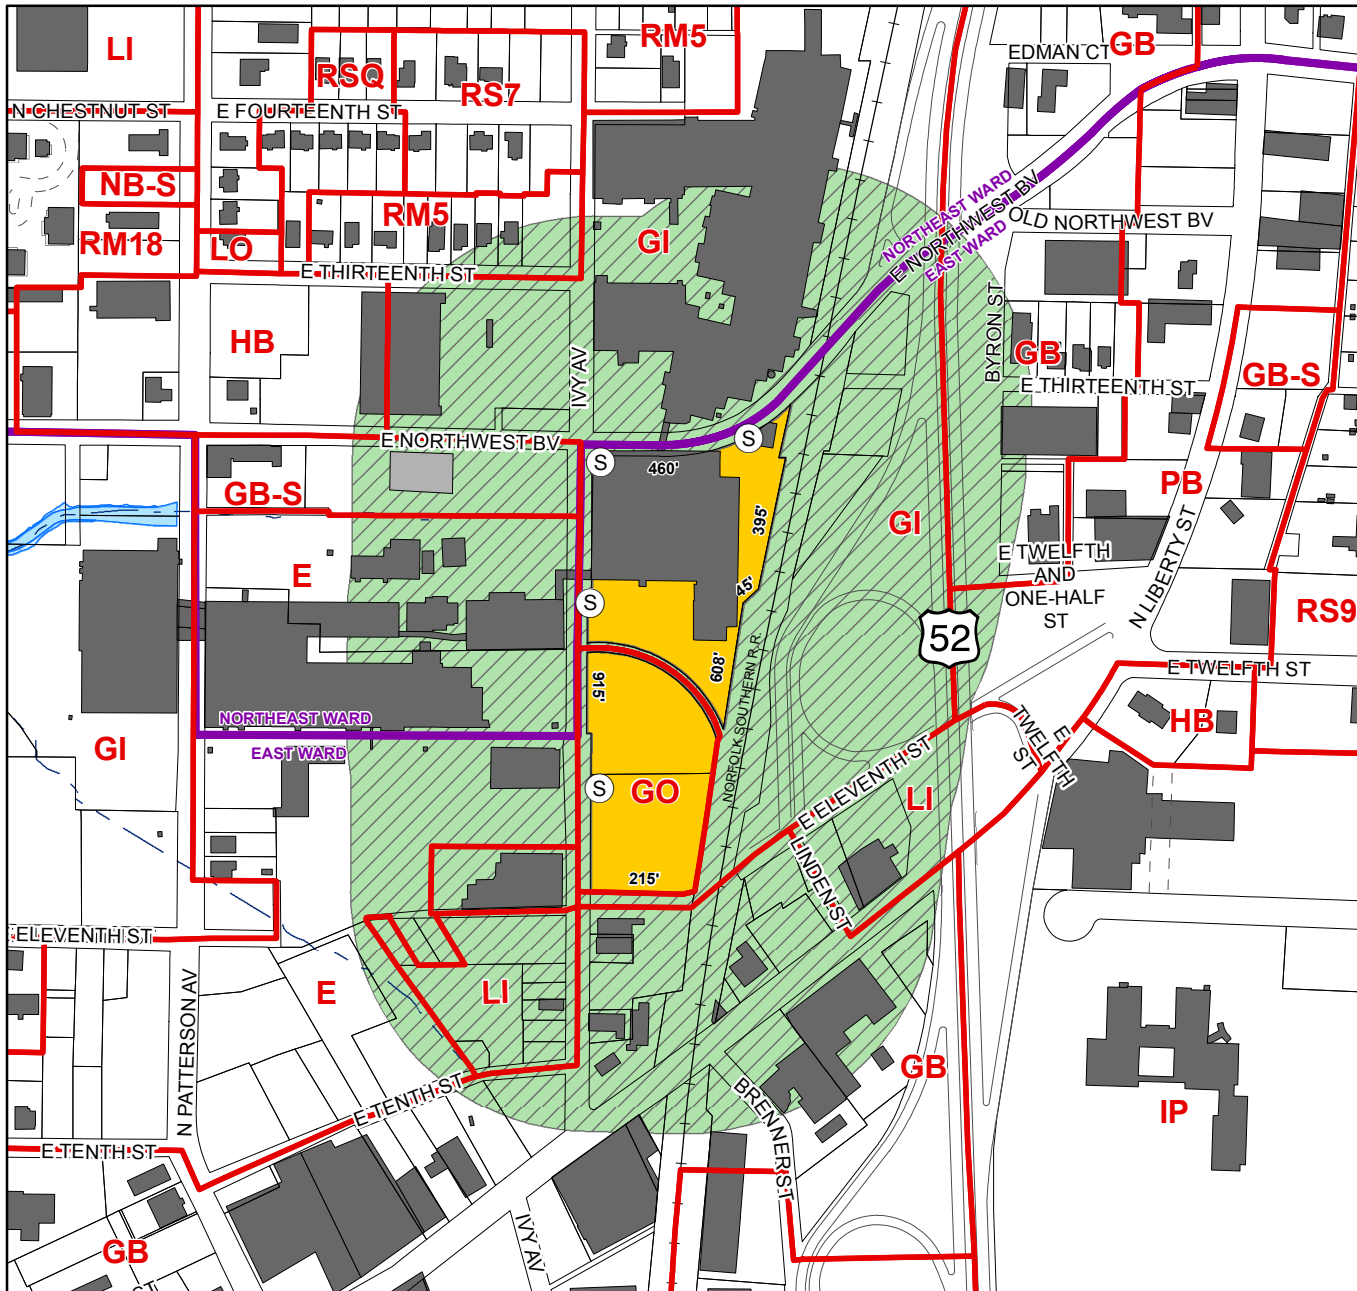 LI
RSQ
RS7
RM5
EDMAN CT
GB
N CHESTNUT ST
E FOURTEENTH ST
NB-S
RM5
RM18
LO
GI
NORTHEAST WARD
E NORTHWEST BV
EAST WARD
OLD NORTHWEST BV
E THIRTEENTH ST
HB
IVY AV
BYRON ST
GB
E THIRTEENTH ST
GB-S
E NORTHWEST BV
S
S
460'
GB-S
395'
GI
PB
E
E TWELFTH
AND
ONE-HALF
ST
N LIBERTY ST
45'
S
RS9
52
608'
915'
NORFOLK SOUTHERN R.R.
E TWELFTH ST
NORTHEAST WARD
EAST WARD
GI
HB
E
TWELFTH
ST
S
GO
E ELEVENTH ST
LI
LINDEN ST
215'
ELEVENTH ST
E
LI
N PATTERSON AV
E TENTH ST
GB
BRENNER ST
IP
E TENTH ST
GB
IVY AV
ST